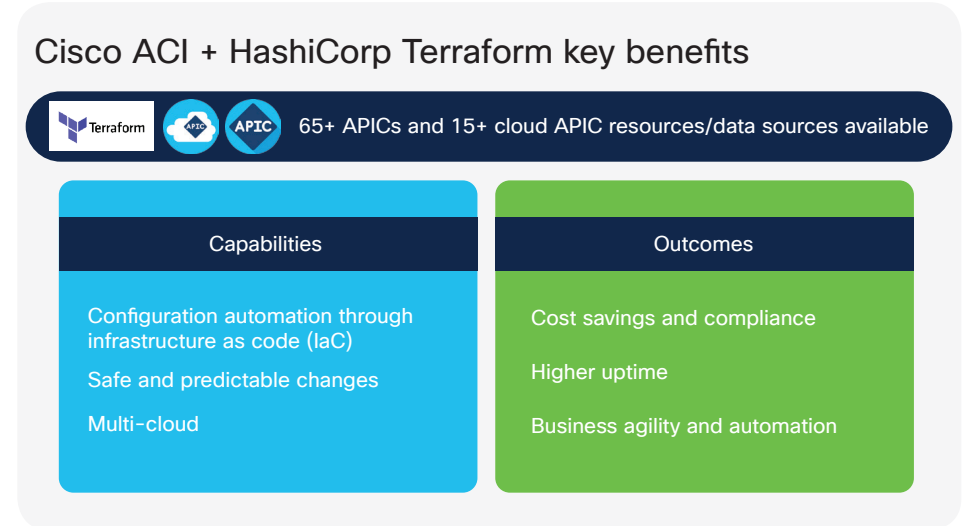 Cisco ACI + HashiCorp Terraform key benefits
Terraform
APIC
APIC
65+ APICs and 15+ cloud APIC resources/data sources available
Capabilities
Configuration automation through
infrastructure as code (IaC)
Safe and predictable changes
Multi-cloud
Outcomes
Cost savings and compliance
Higher uptime
Business agility and automation